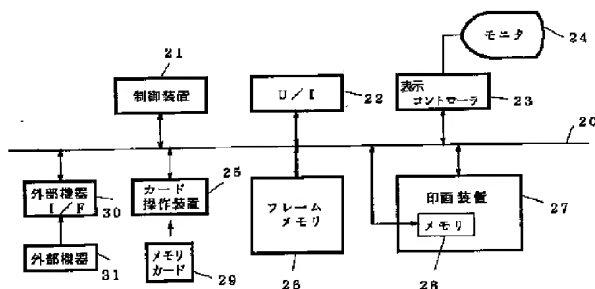 モニタ
24
21
制御装置
U/I
22
表示
コントローラ
23
20
外部機器
I/F
30
カード
操作装置
25
フレーム
メモリ
26
印画装置
メモリ
27
28
外部機器
31
メモリ
カード
29